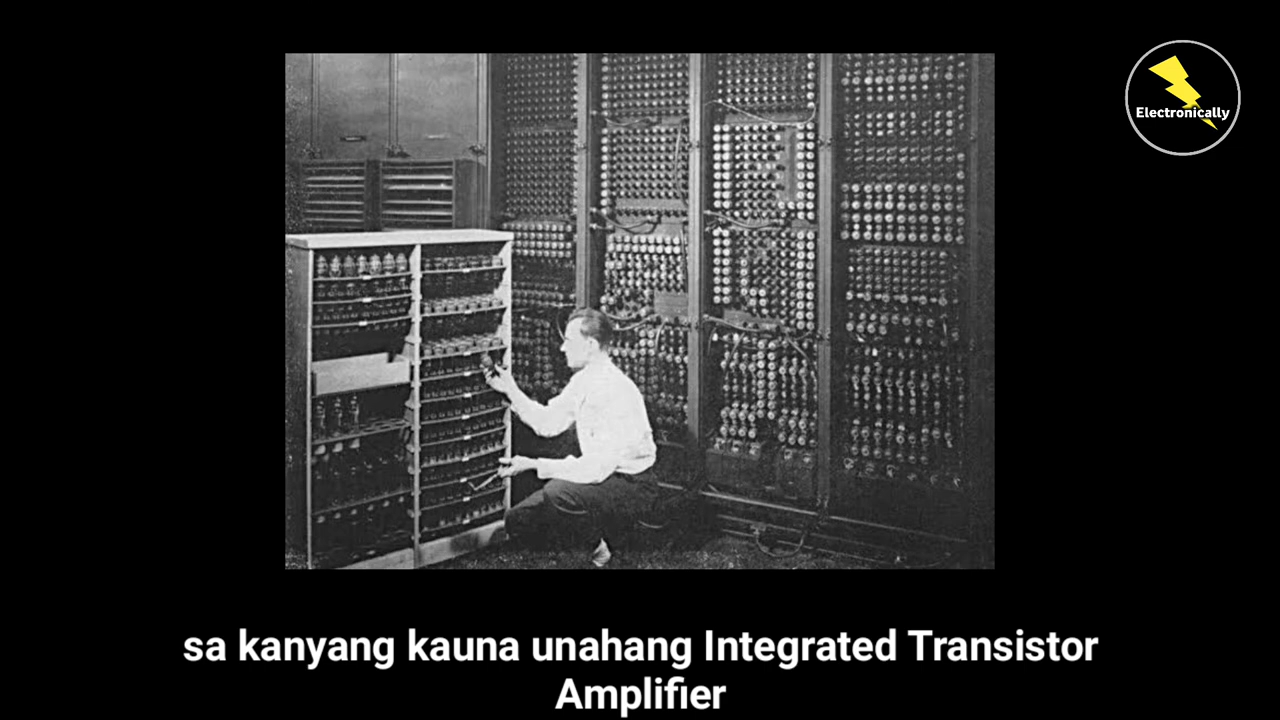 Electronically
sa kanyang kauna unahang Integrated Transistor
Amplifier